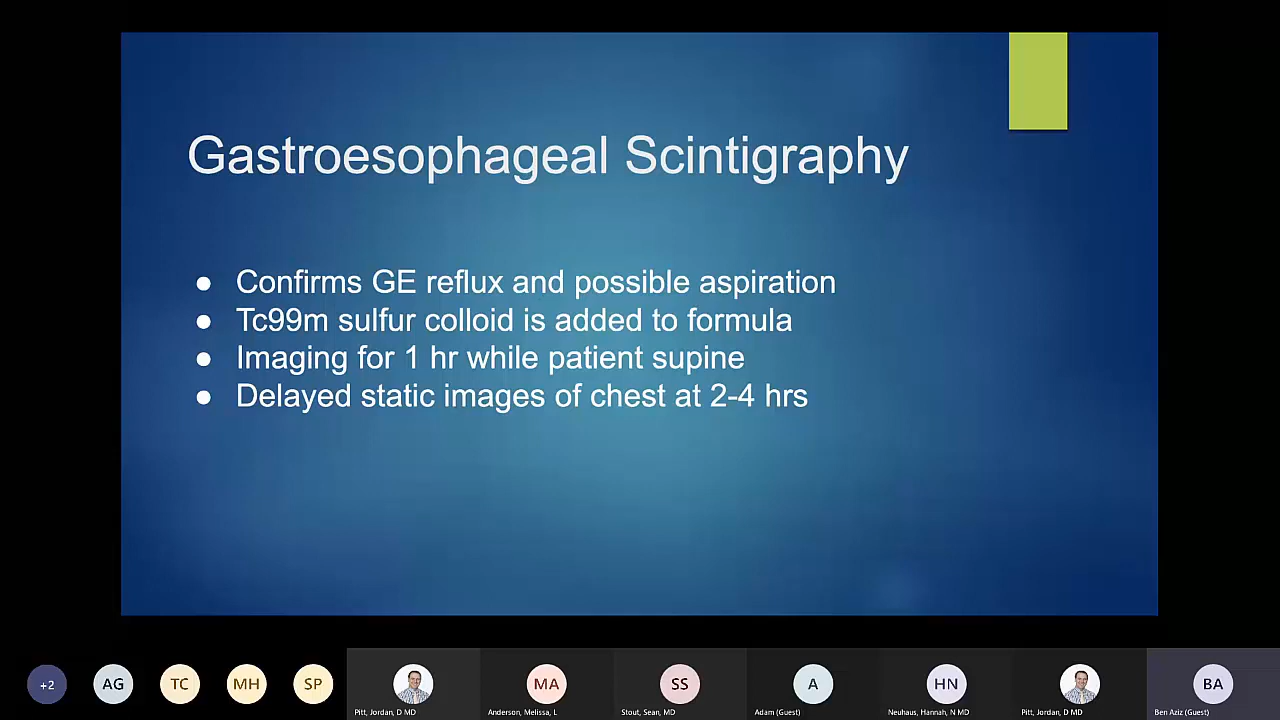 Gastroesophageal Scintigraphy
● Confirms GE reflux and possible aspiration
● Tc99m sulfur colloid is added to formula
● Imaging for 1 hr while patient supine
● Delayed static images of chest at 2-4 hrs
+2
AG
TC
MH
SP
MA
SS
A
HN
BA
Pitt, Jordan, D MD
Anderson, Melissa, L
Stout, Sean, MD
Adam (Guest)
Neuhaus, Hannah, N MD
Pitt, Jordan, D MD
Ben Aziz (Guest)